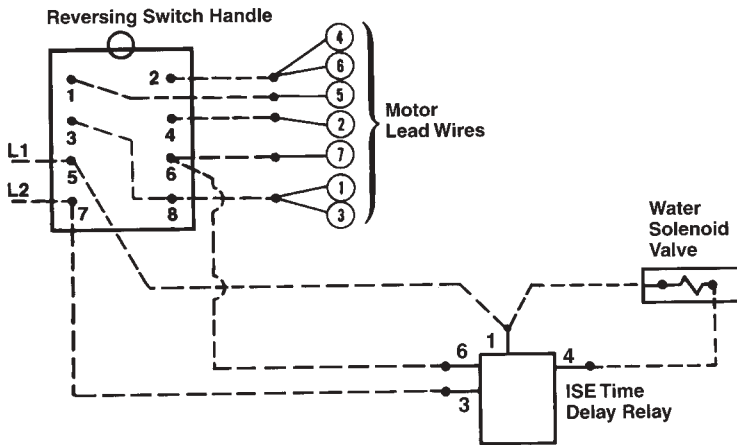 Reversing Switch Handle
1
2
3
4
5
6
7
8
L1
L2
4
6
5
2
7
1
3
Motor
Lead Wires
Water
Solenoid
Valve
1
6
4
3
ISE Time
Delay Relay